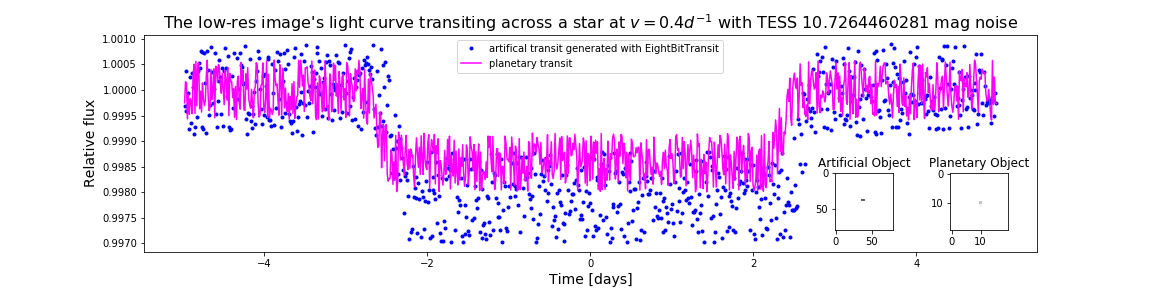 The low-res image's light curve transiting across a star at v = 0.4d⁻¹ with TESS 10.7264460281 mag noise
artifical transit generated with EightBitTransit
planetary transit
Relative flux
1.0010
1.0005
1.0000
0.9995
0.9990
0.9985
0.9980
0.9975
0.9970
Artificial Object
0
50
0 50
Planetary Object
0
10
0 10
−4 −2 0 2 4
Time [days]